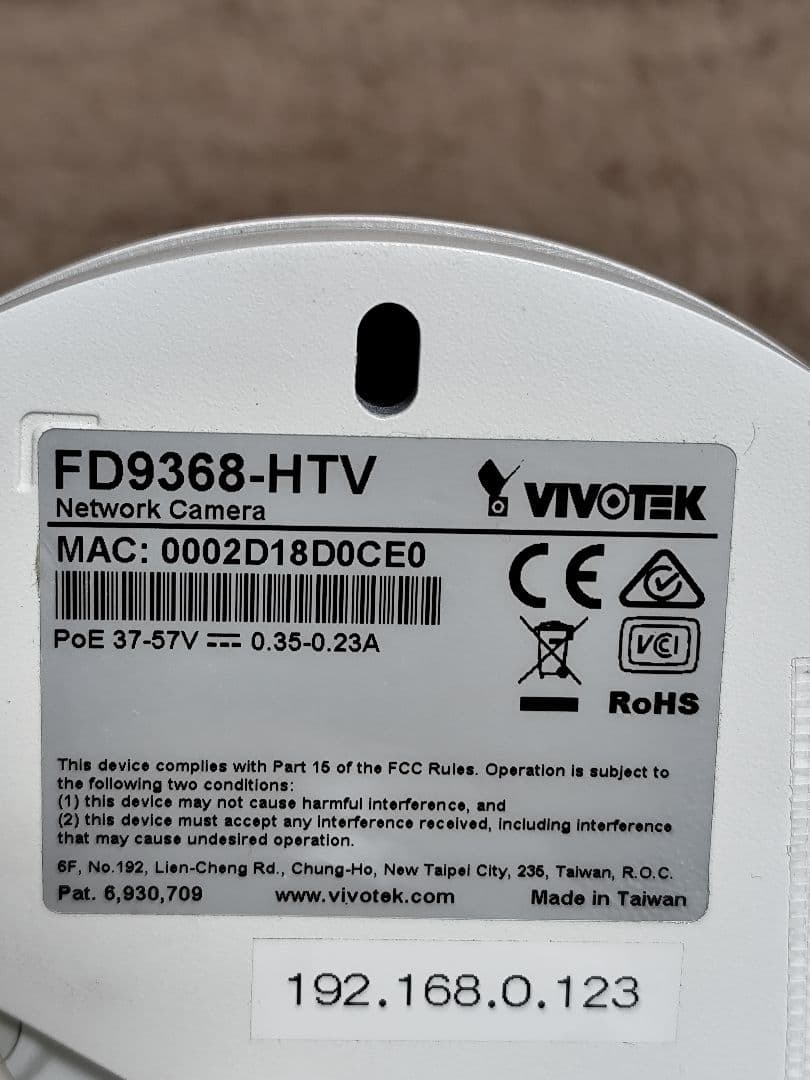 FD9368-HTV
Network Camera
VIVOTEK
MAC: 0002D18D0CE0
PoE 37-57V ⎓ 0.35-0.23A
CE
VCI
RoHS
This device complies with Part 15 of the FCC Rules. Operation is subject to
the following two conditions:
(1) this device may not cause harmful interference, and
(2) this device must accept any interference received, including interference
that may cause undesired operation.
6F, No.192, Lien-Cheng Rd., Chung-Ho, New Taipei City, 235, Taiwan, R.O.C.
Pat. 6,930,709 www.vivotek.com Made in Taiwan
192.168.0.123